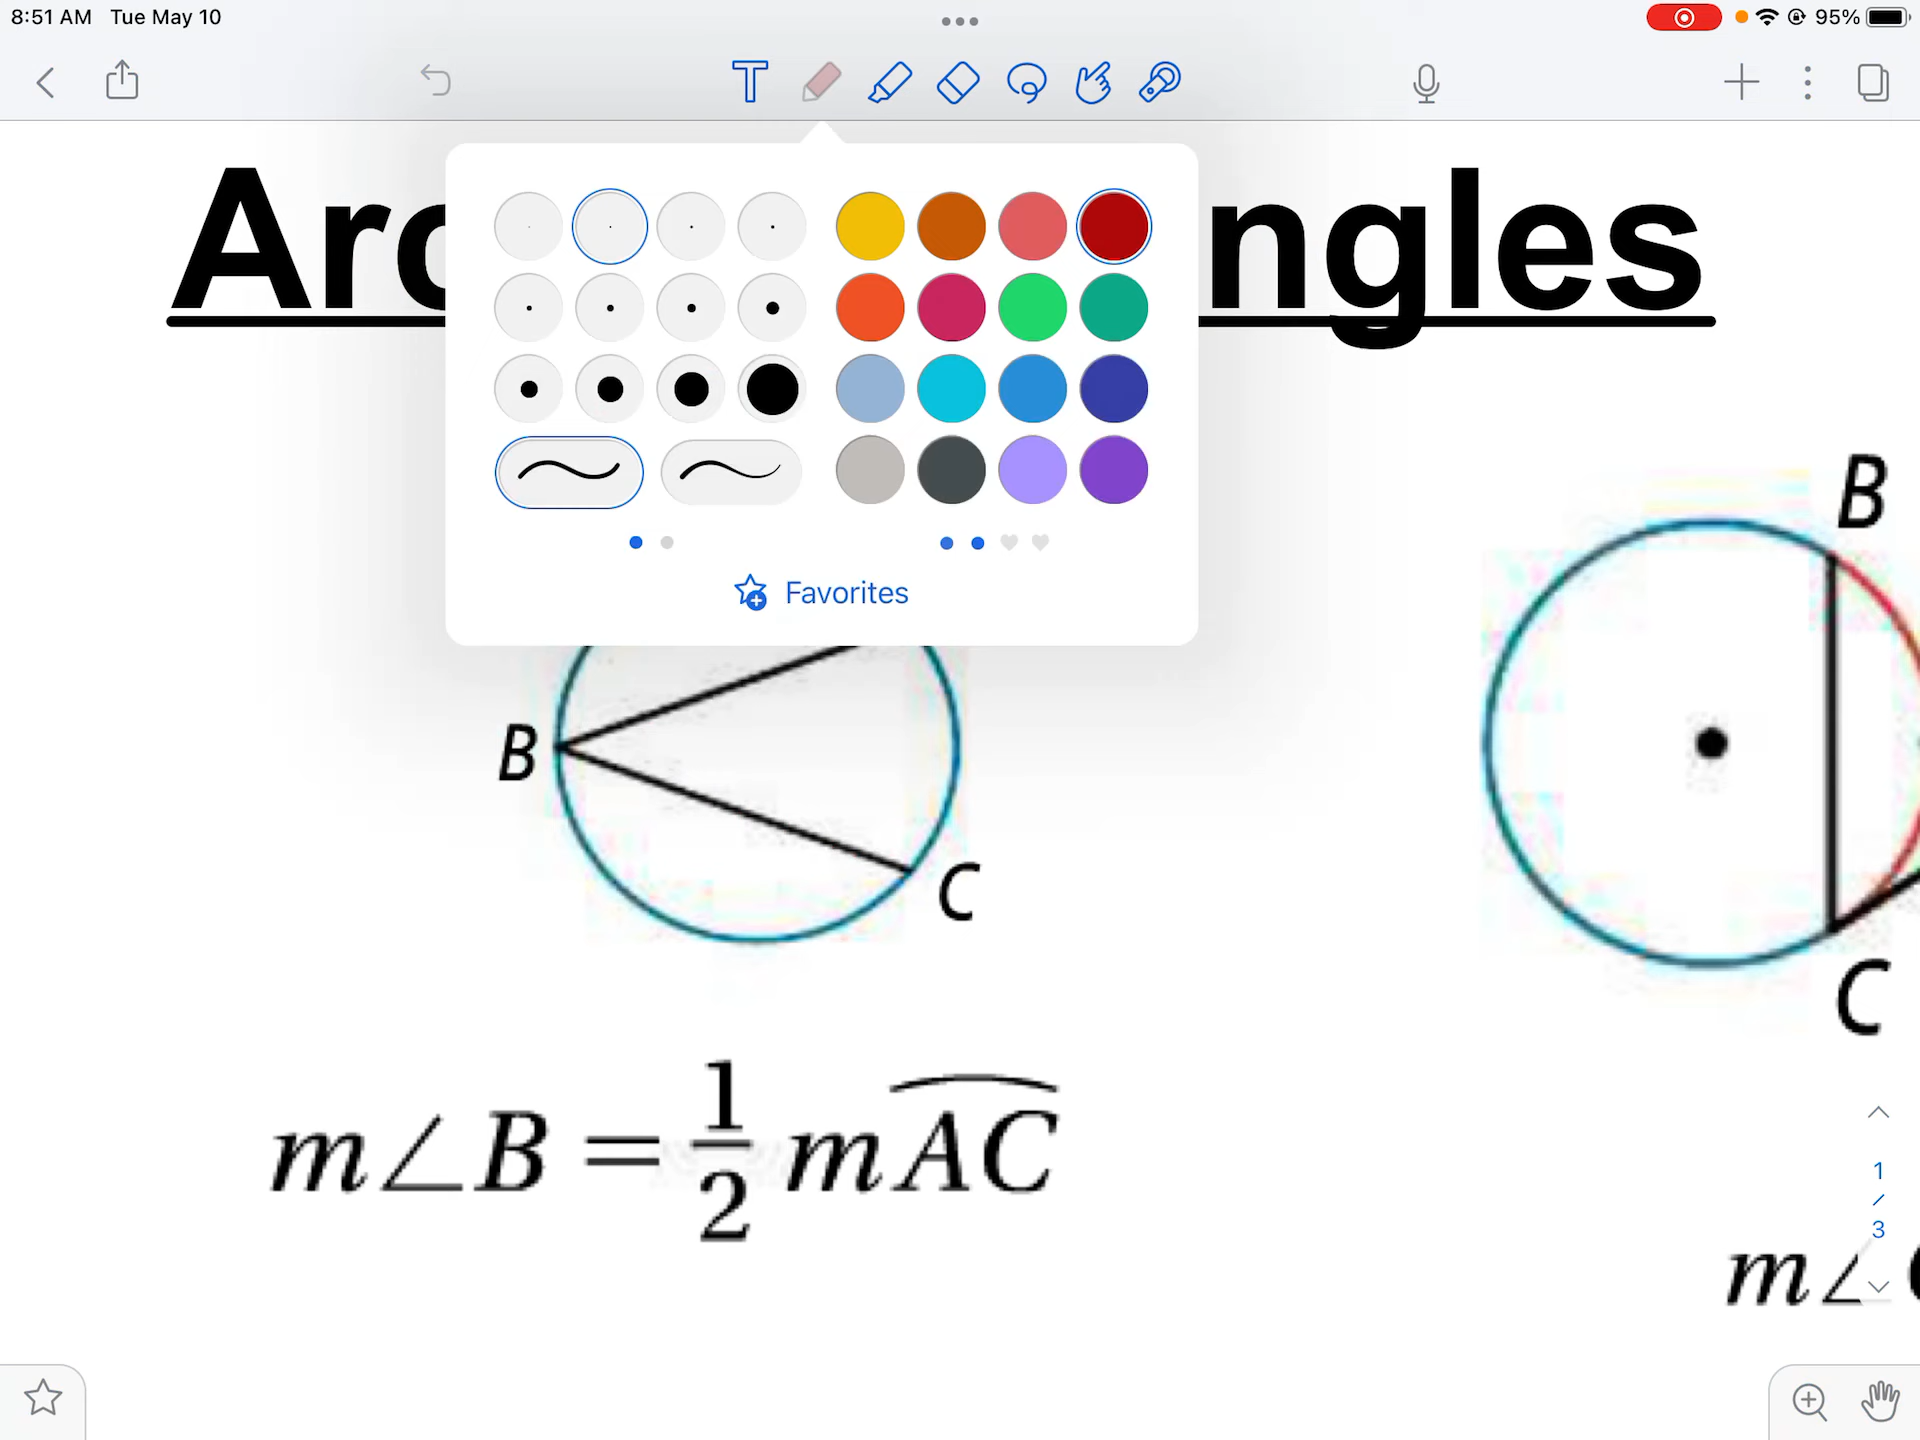 8:51 AM Tue May 10
95%
T
Arc ngles
Favorites
B
B
C
C
m∠B = 1/2 mAC
1
/
3
m∠